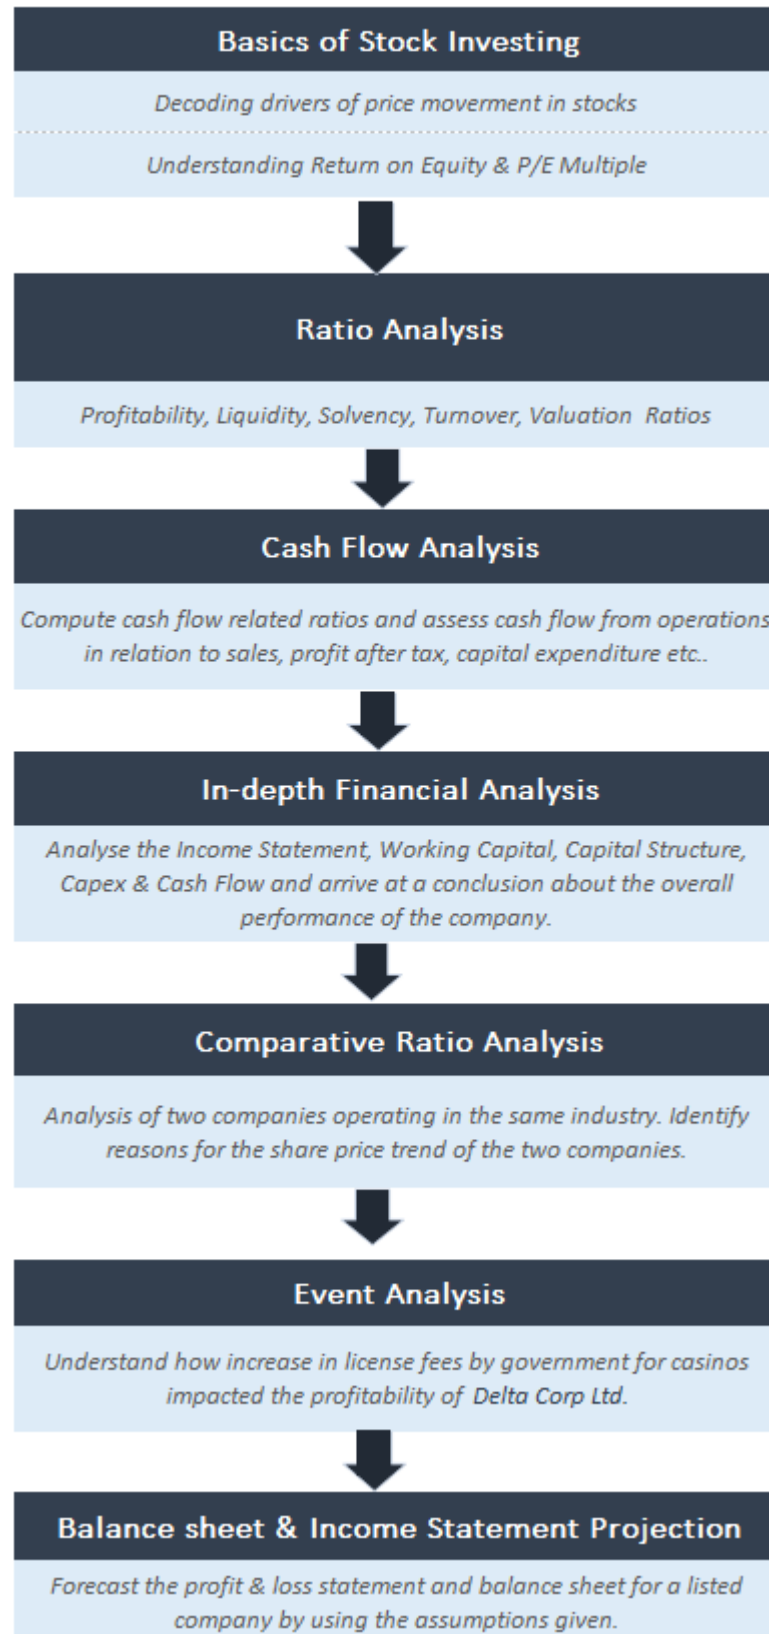 Basics of Stock Investing
Decoding drivers of price moverment in stocks
Understanding Return on Equity & P/E Multiple
Ratio Analysis
Profitability, Liquidity, Solvency, Turnover, Valuation Ratios
Cash Flow Analysis
Compute cash flow related ratios and assess cash flow from operations
in relation to sales, profit after tax, capital expenditure etc..
In-depth Financial Analysis
Analyse the Income Statement, Working Capital, Capital Structure,
Capex & Cash Flow and arrive at a conclusion about the overall
performance of the company.
Comparative Ratio Analysis
Analysis of two companies operating in the same industry. Identify
reasons for the share price trend of the two companies.
Event Analysis
Understand how increase in license fees by government for casinos
impacted the profitability of Delta Corp Ltd.
Balance sheet & Income Statement Projection
Forecast the profit & loss statement and balance sheet for a listed
company by using the assumptions given.